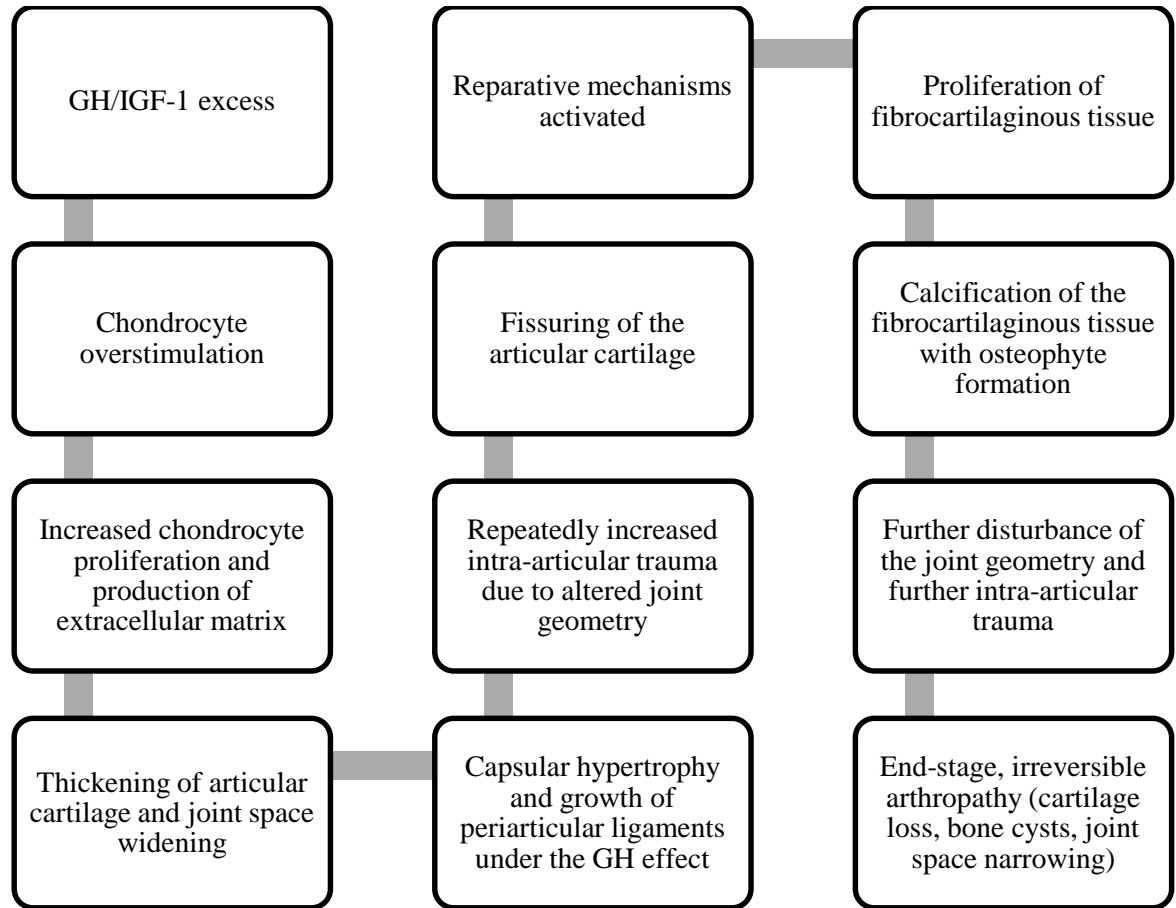 GH/IGF-1 excess
Chondrocyte
overstimulation
Increased chondrocyte
proliferation and
production of
extracellular matrix
Thickening of articular
cartilage and joint space
widening
Capsular hypertrophy
and growth of
periarticular ligaments
under the GH effect
Repeatedly increased
intra-articular trauma
due to altered joint
geometry
Fissuring of the
articular cartilage
Reparative mechanisms
activated
Proliferation of
fibrocartilaginous tissue
Calcification of the
fibrocartilaginous tissue
with osteophyte
formation
Further disturbance of
the joint geometry and
further intra-articular
trauma
End-stage, irreversible
arthropathy (cartilage
loss, bone cysts, joint
space narrowing)